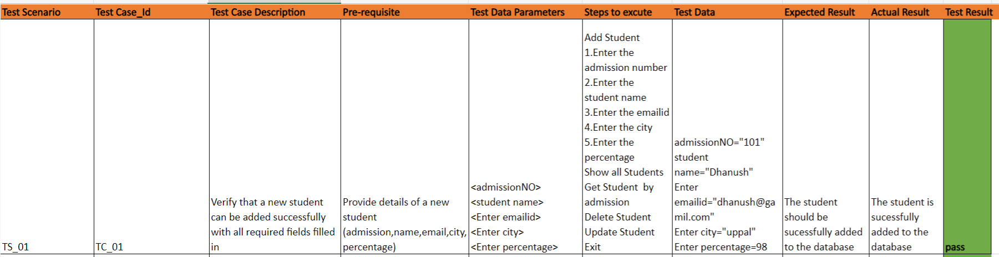 Test Scenario
Test Case_Id
Test Case Description
Pre-requisite
Test Data Parameters
Steps to excute
Test Data
Expected Result
Actual Result
Test Result
TS_01
TC_01
Verify that a new student
can be added successfully
with all required fields filled
in
Provide details of a new
student
(admission,name,email,city,
percentage)
<admissionNO>
<student name>
<Enter emailid>
<Enter city>
<Enter percentage>
Add Student
1.Enter the
admission number
2.Enter the
student name
3.Enter the emailid
4.Enter the city
5.Enter the
percentage
Show all Students
Get Student  by
admission
Delete Student
Update Student
Exit
admissionNO="101"
student
name="Dhanush"
Enter
emailid="dhanush@ga
mil.com"
Enter city="uppal"
Enter percentage=98
The student
should be
sucessfully added
to the database
The student is
sucessfully
added to the
database
pass